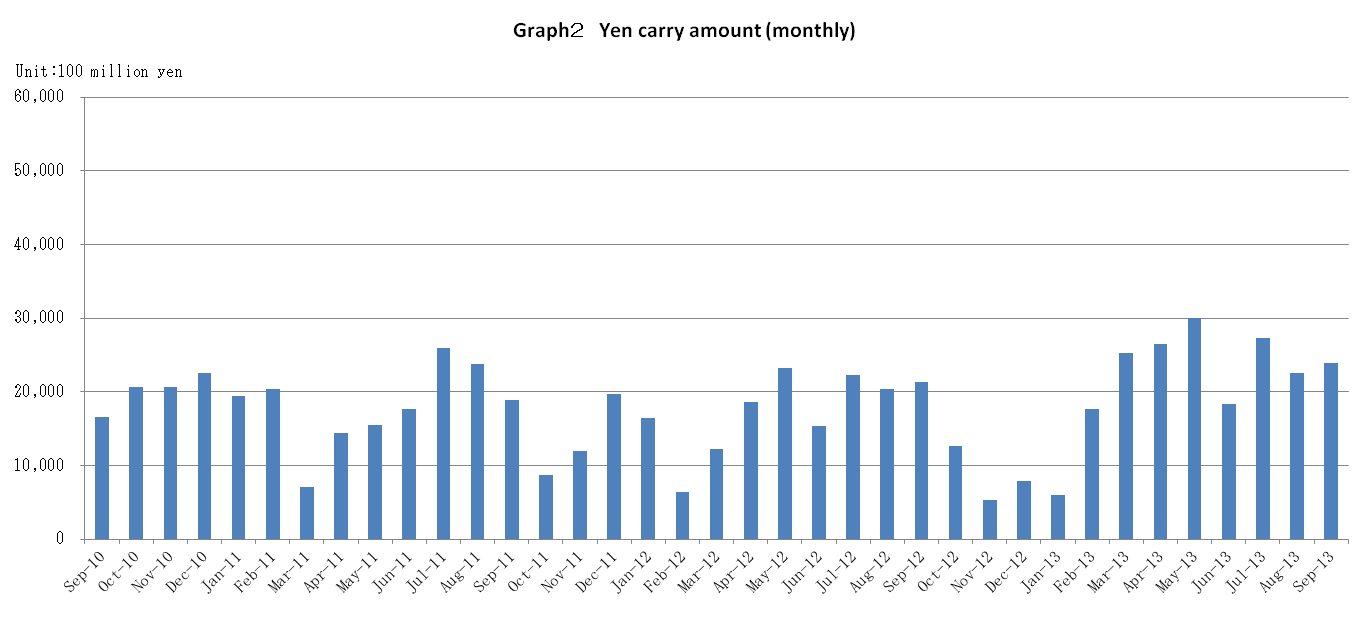 Graph２ Yen carry amount (monthly)
Unit:100 million yen
60,000
50,000
40,000
30,000
20,000
10,000
0
Sep-10
Oct-10
Nov-10
Dec-10
Jan-11
Feb-11
Mar-11
Apr-11
May-11
Jun-11
Jul-11
Aug-11
Sep-11
Oct-11
Nov-11
Dec-11
Jan-12
Feb-12
Mar-12
Apr-12
May-12
Jun-12
Jul-12
Aug-12
Sep-12
Oct-12
Nov-12
Dec-12
Jan-13
Feb-13
Mar-13
Apr-13
May-13
Jun-13
Jul-13
Aug-13
Sep-13